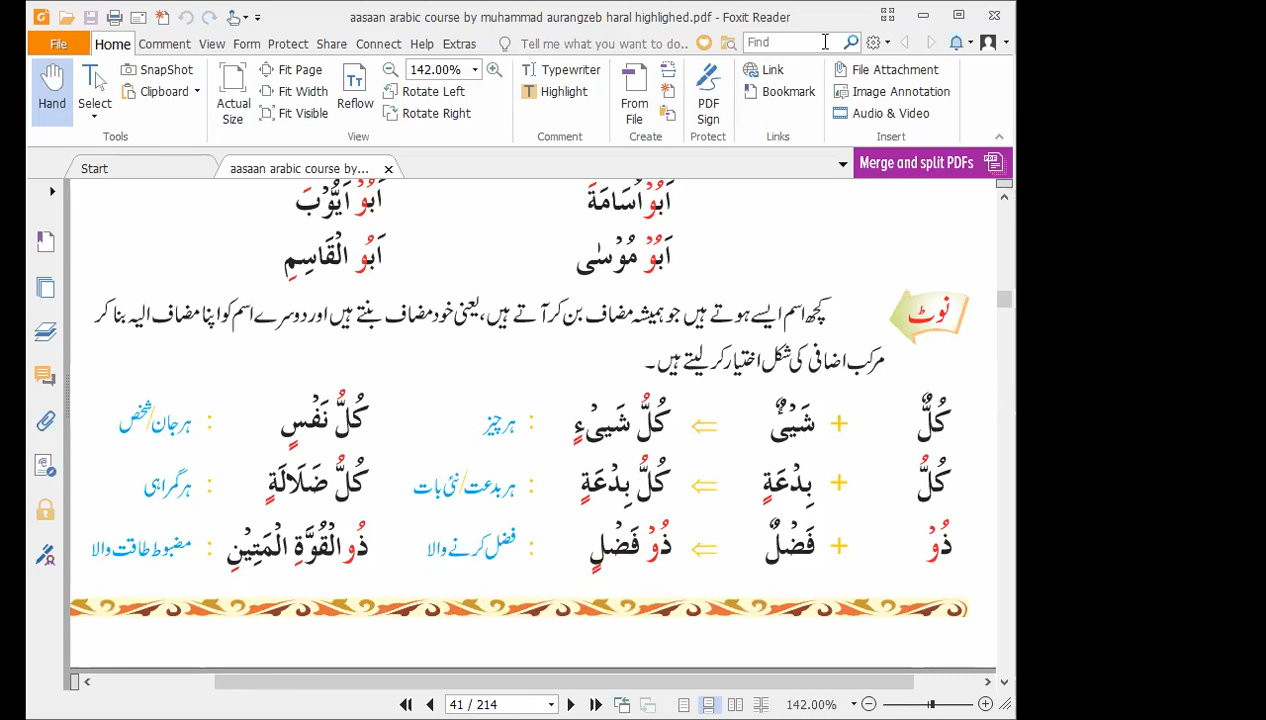 aasaan arabic course by muhammad aurangzeb haral highlighed.pdf - Foxit Reader
File Home Comment View Form Protect Share Connect Help Extras Tell me what you want to do.. Find
Hand Select SnapShot Clipboard Actual Size Fit Page Fit Width Fit Visible Reflow 142.00% Rotate Left Rotate Right Typewriter Highlight From File PDF Sign Link Bookmark File Attachment Image Annotation Audio & Video
Tools View Comment Create Protect Links Insert
Start aasaan arabic course by... Merge and split PDFs
اَبُوْ اُسَامَةَ اَبُوْ اَيُّوْبَ
اَبُوْ مُوْسٰى اَبُو الْقَاسِمِ
نوٹ کچھ اسم ایسے ہوتے ہیں جو ہمیشہ مضاف بن کر آتے ہیں، یعنی خود مضاف بنتے ہیں اور دوسرے اسم کو اپنا مضاف الیہ بنا کر
مرکب اضافی کی شکل اختیار کر لیتے ہیں۔
كُلٌّ + شَيْئٌ ⇐ كُلُّ شَيْیءٍ : ہر چیز كُلُّ نَفْسٍ : ہر جان/شخص
كُلُّ + بِدْعَةٍ ⇐ كُلُّ بِدْعَةٍ : ہر بدعت/نئی بات كُلُّ ضَلَالَةٍ : ہر گمراہی
ذُوْ + فَضْلٌ ⇐ ذُوْ فَضْلٍ : فضل کرنے والا ذُو الْقُوَّةِ الْمَتِيْنِ : مضبوط طاقت والا
41 / 214 142.00%